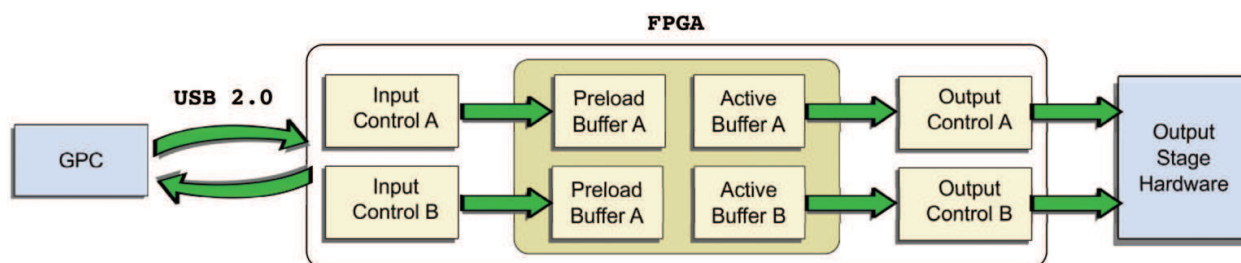 FPGA
USB 2.0
GPC
Input
Control A
Preload
Buffer A
Active
Buffer A
Output
Control A
Input
Control B
Preload
Buffer A
Active
Buffer B
Output
Control B
Output
Stage
Hardware